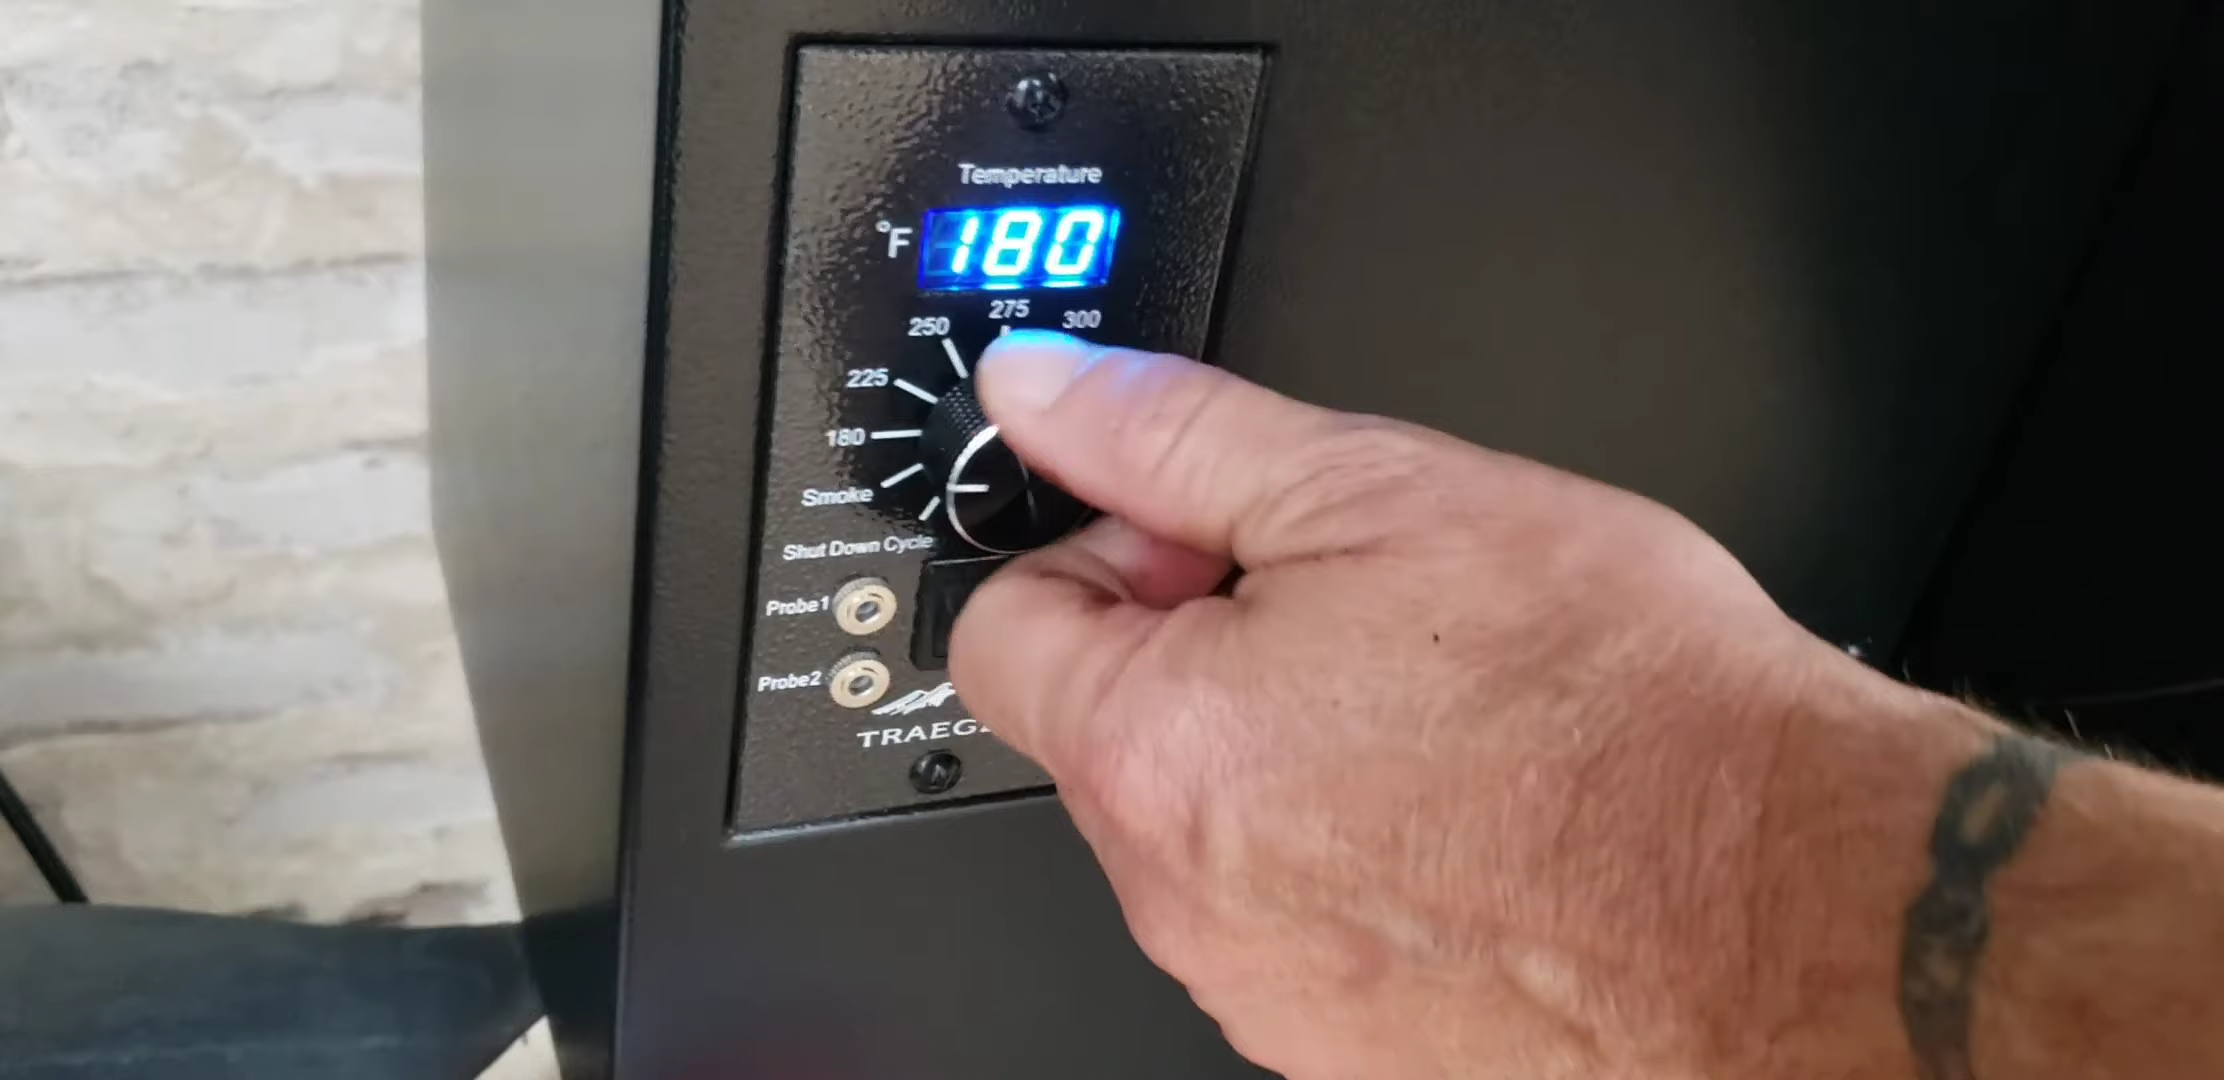 Temperature
°F 180
275
250 300
225
180
Smoke
Shut Down Cycle
Probe1
Probe2